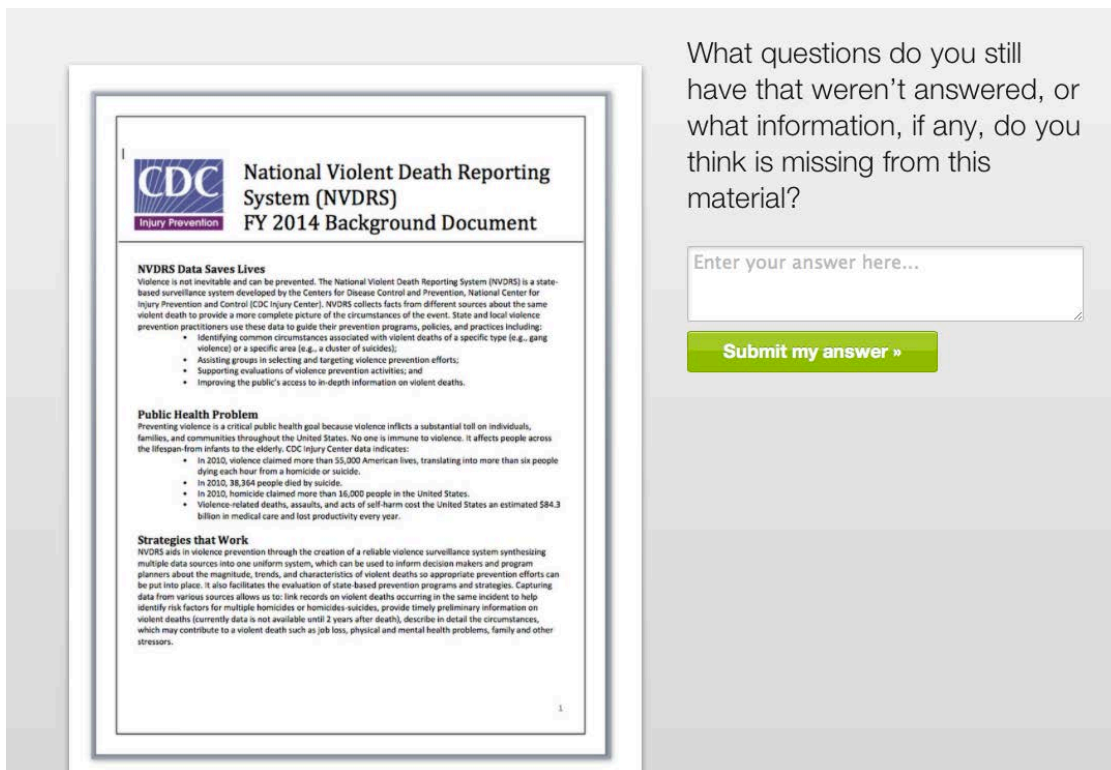 CDC
Injury Prevention
National Violent Death Reporting
System (NVDRS)
FY 2014 Background Document
NVDRS Data Saves Lives
Violence is not inevitable and can be prevented. The National Violent Death Reporting System (NVDRS) is a state-
based surveillance system developed by the Centers for Disease Control and Prevention, National Center for
Injury Prevention and Control (CDC Injury Center). NVDRS collects facts from different sources about the same
violent death to provide a more complete picture of the circumstances of the event. State and local violence
prevention practitioners use these data to guide their prevention programs, policies, and practices including:
• Identifying common circumstances associated with violent deaths of a specific type (e.g., gang
violence) or a specific area (e.g., a cluster of suicides);
• Assisting groups in selecting and targeting violence prevention efforts;
• Supporting evaluations of violence prevention activities; and
• Improving the public's access to in-depth information on violent deaths.
Public Health Problem
Preventing violence is a critical public health goal because violence inflicts a substantial toll on individuals,
families, and communities throughout the United States. No one is immune to violence. It affects people across
the lifespan-from infants to the elderly. CDC Injury Center data indicates:
• In 2010, violence claimed more than 55,000 American lives, translating into more than six people
dying each hour from a homicide or suicide.
• In 2010, 38,364 people died by suicide.
• In 2010, homicide claimed more than 16,000 people in the United States.
• Violence-related deaths, assaults, and acts of self-harm cost the United States an estimated $84.3
billion in medical care and lost productivity every year.
Strategies that Work
NVDRS aids in violence prevention through the creation of a reliable violence surveillance system synthesizing
multiple data sources into one uniform system, which can be used to inform decision makers and program
planners about the magnitude, trends, and characteristics of violent deaths so appropriate prevention efforts can
be put into place. It also facilitates the evaluation of state-based prevention programs and strategies. Capturing
data from various sources allows us to: link records on violent deaths occurring in the same incident to help
identify risk factors for multiple homicides or homicides-suicides, provide timely preliminary information on
violent deaths (currently data is not available until 2 years after death), describe in detail the circumstances,
which may contribute to a violent death such as job loss, physical and mental health problems, family and other
stressors.
1
What questions do you still
have that weren't answered, or
what information, if any, do you
think is missing from this
material?
Enter your answer here...
Submit my answer »